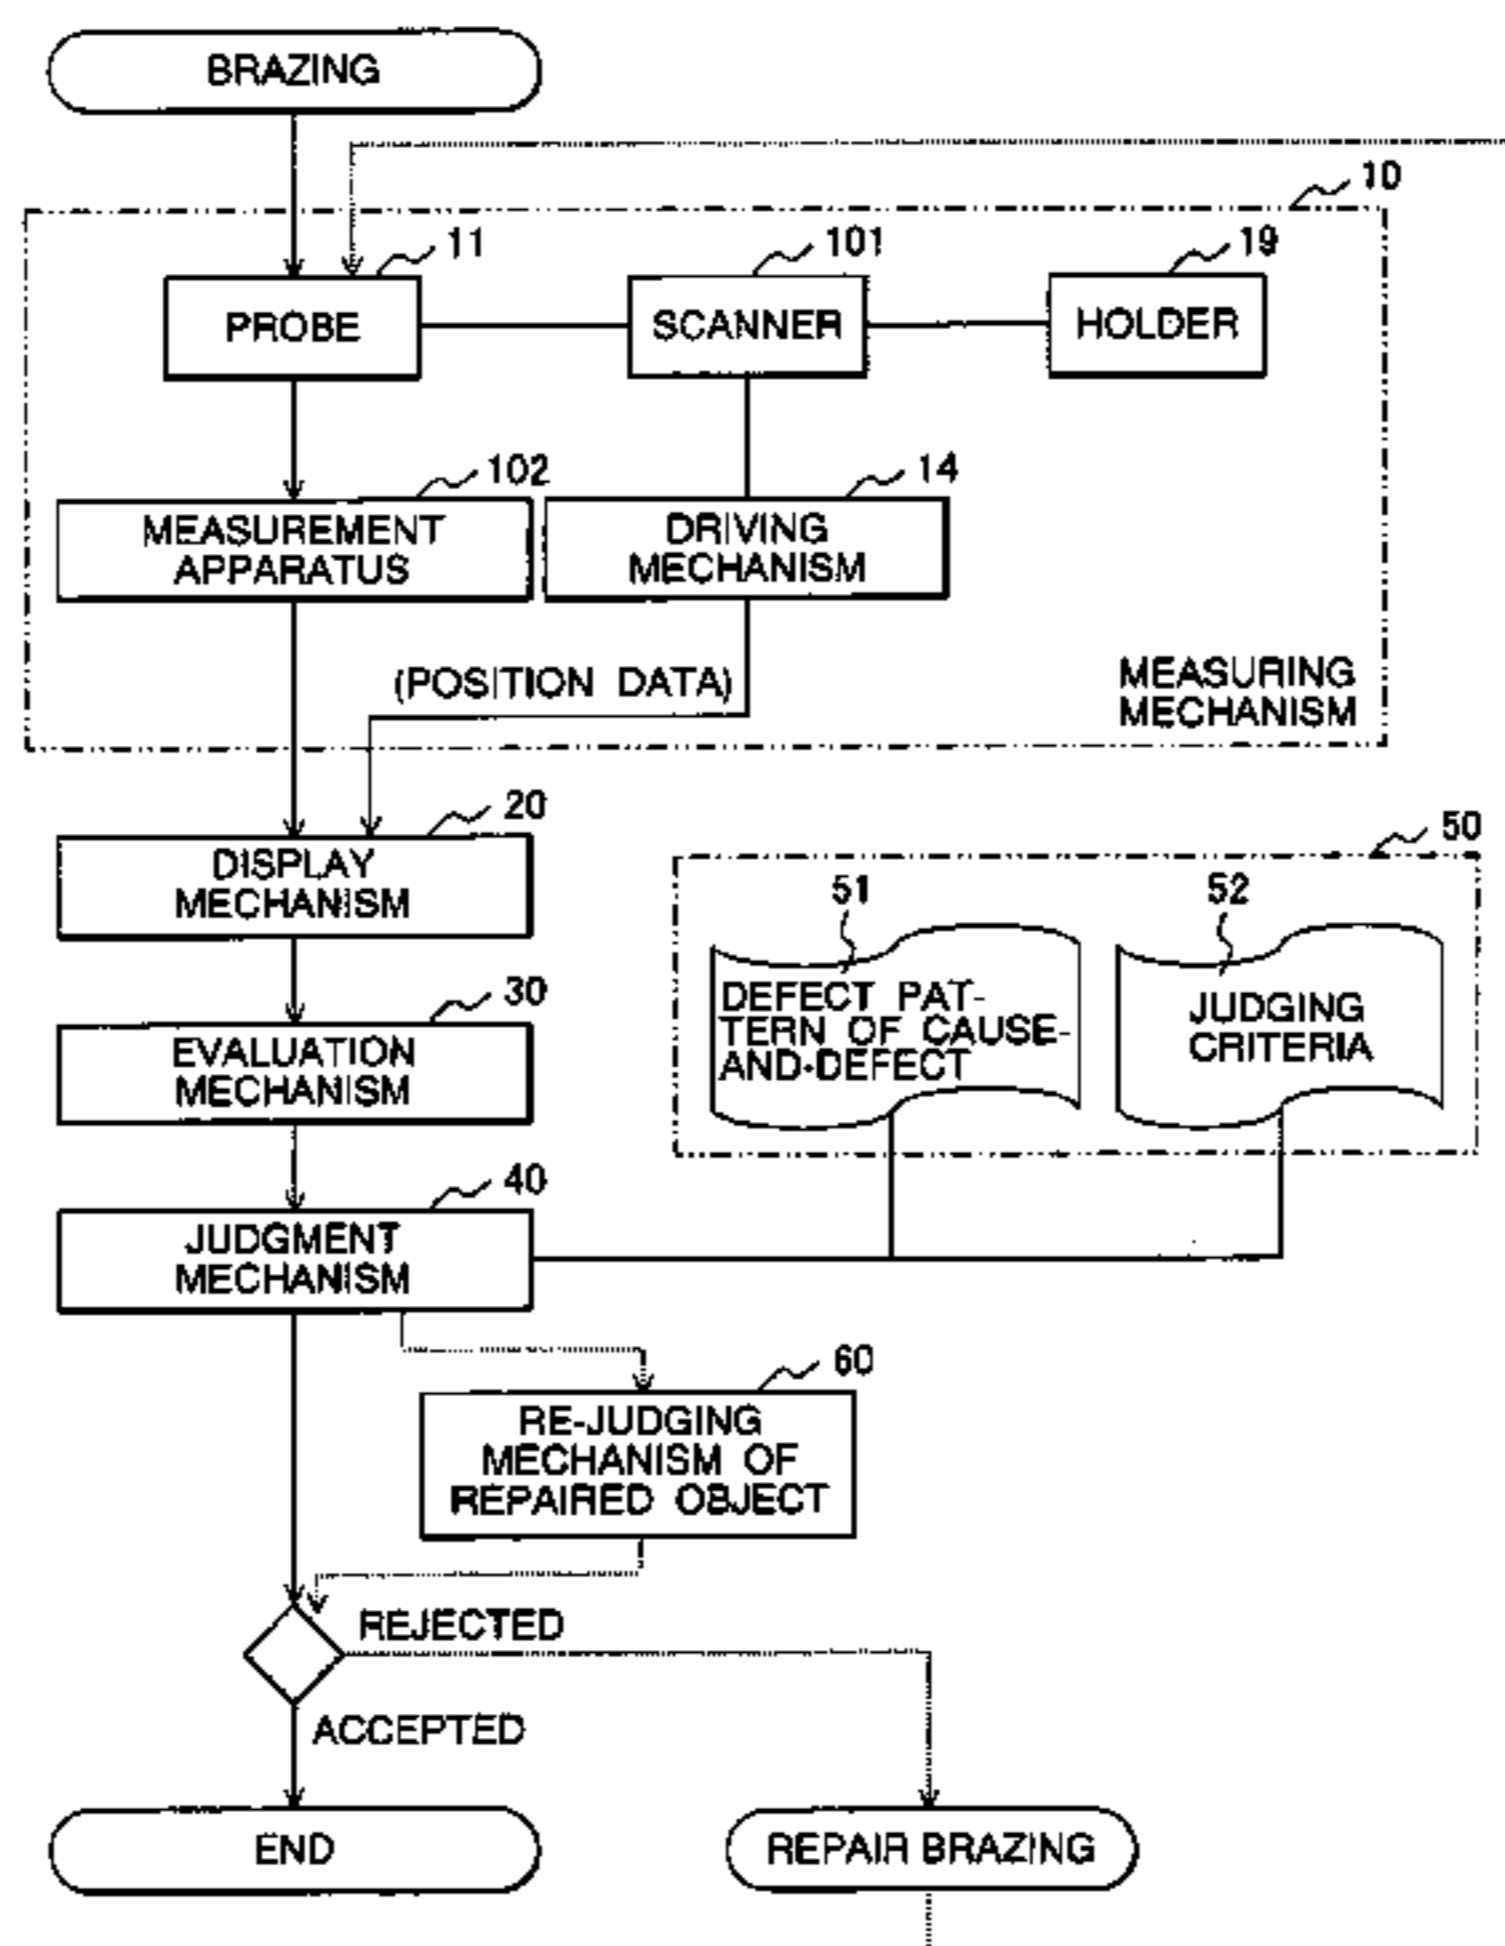 BRAZING
10
11
101
19
PROBE
SCANNER
HOLDER
102
14
MEASUREMENT
APPARATUS
DRIVING
MECHANISM
(POSITION DATA)
MEASURING
MECHANISM
20
DISPLAY
MECHANISM
50
51
52
DEFECT PAT-
TERN OF CAUSE-
AND-DEFECT
JUDGING
CRITERIA
30
EVALUATION
MECHANISM
40
JUDGMENT
MECHANISM
60
RE-JUDGING
MECHANISM OF
REPAIRED OBJECT
REJECTED
ACCEPTED
END
REPAIR BRAZING